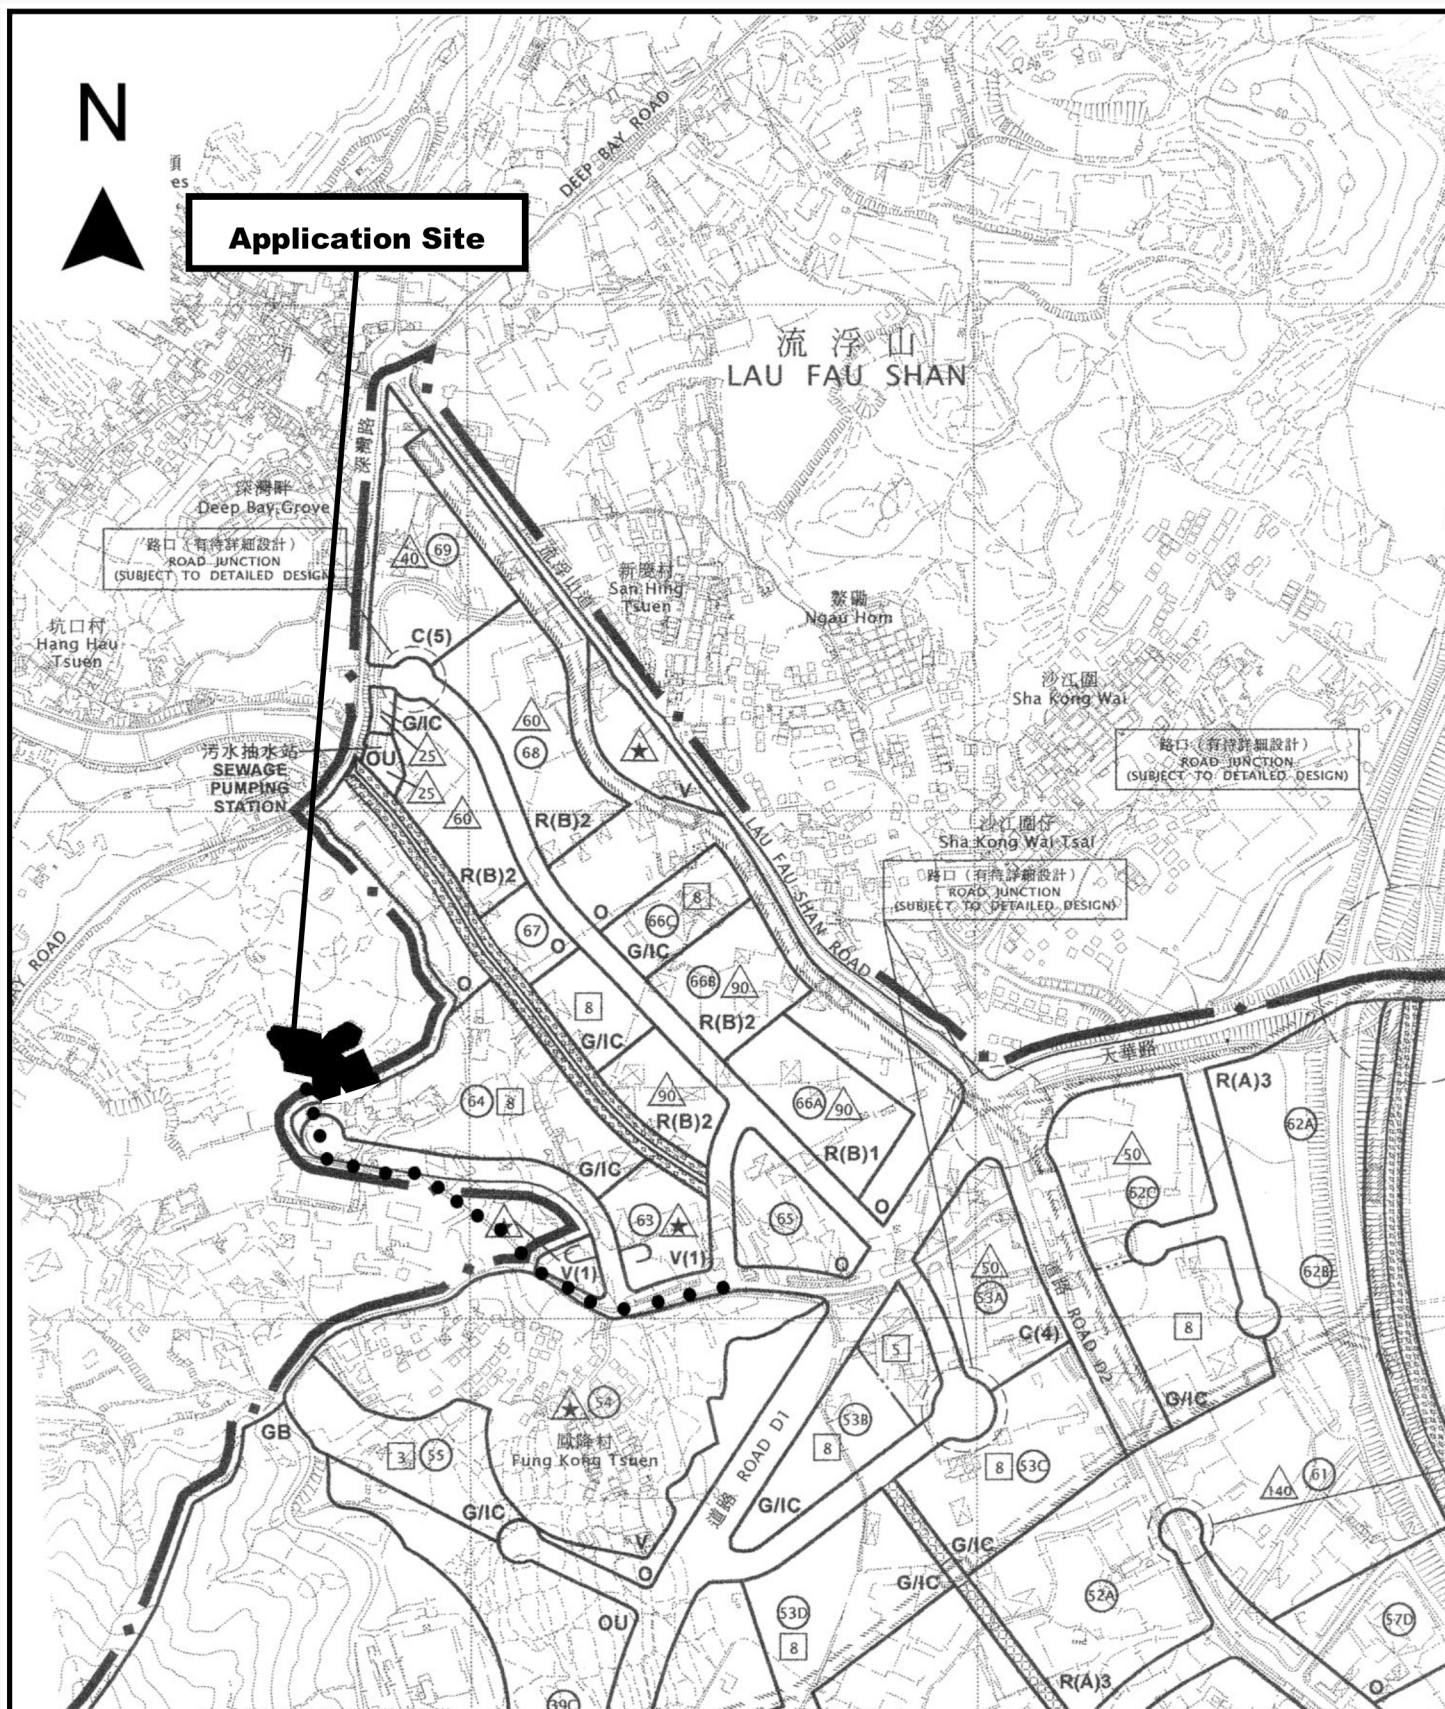 N
es
DEEP BAY ROAD
Application Site
流浮山
LAU FAU SHAN
深灣路
深灣畔
Deep Bay Grove
路口（有待詳細設計）
ROAD JUNCTION
(SUBJECT TO DETAILED DESIGN
40
69
流浮山道
新慶村
San Hing
Tsuen
鰲磡
Ngau Hom
坑口村
Hang Hau
Tsuen
C(5)
沙江圍
Sha Kong Wai
G/IC
60
68
25
OU
25
污水抽水站
SEWAGE
PUMPING
STATION
路口（有待詳細設計）
ROAD JUNCTION
(SUBJECT TO DETAILED DESIGN)
V
60
R(B)2
LAU FAU SHAN ROAD
沙江圍仔
Sha Kong Wai Tsai
路口（有待詳細設計）
ROAD JUNCTION
(SUBJECT TO DETAILED DESIGN)
R(B)2
8
O
66C
67
O
G/IC
ROAD
O
66B
90
8
R(B)2
G/IC
大華路
R(A)3
64
8
90
R(B)2
66A
90
62A
R(B)1
50
G/IC
62C
O
63
65
V(1)
V(1)
O
50
53A
62B
道路 ROAD D2
C(4)
8
5
G/IC
54
鳳降村
Fung Kong Tsuen
GB
3
55
道路 ROAD D1
53B
8
8
53C
61
140
G/IC
G/IC
V
O
G/IC
G/IC
52A
OU
53D
8
57D
R(A)3
O
39C